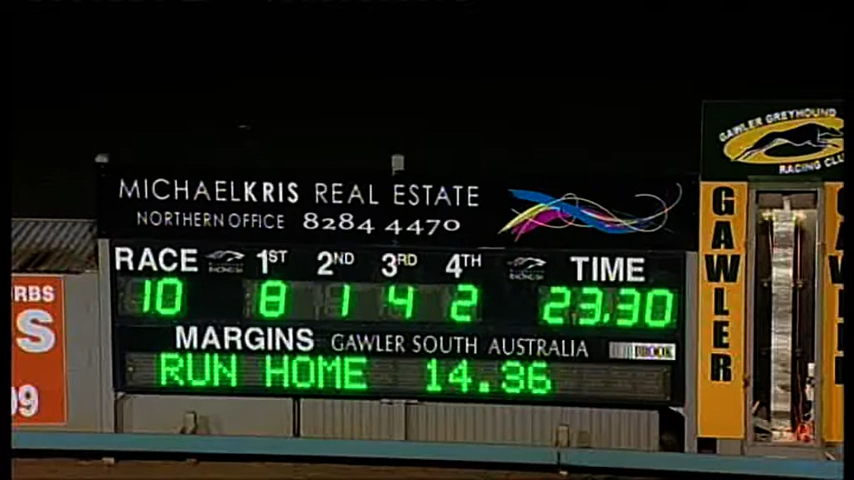 GAWLER GREYHOUND
RACING CLUB
MICHAELKRIS REAL ESTATE
NORTHERN OFFICE 8284 4470
RACE 1ST 2ND 3RD 4TH TIME
10 8 1 4 2 23.30
MARGINS GAWLER SOUTH AUSTRALIA
RUN HOME 14.36
GAWLER